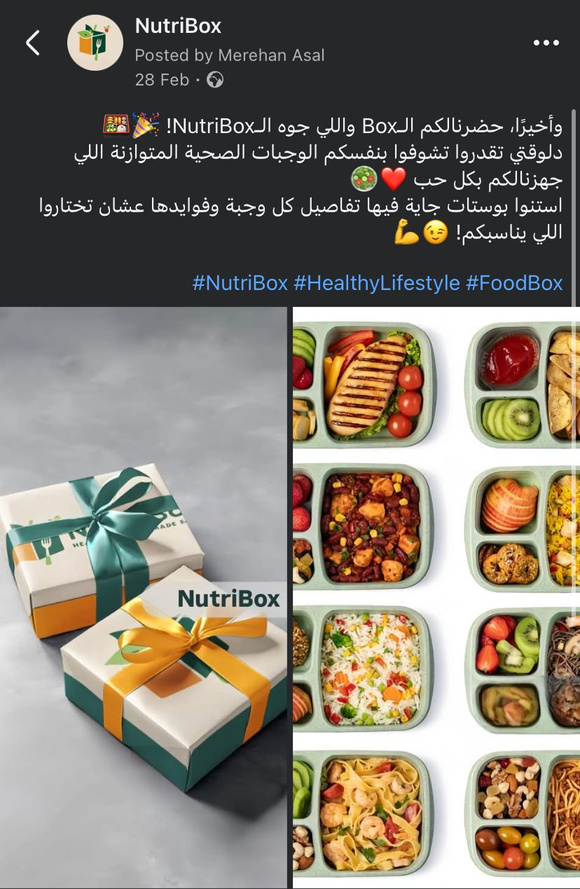 NutriBox
Posted by Merehan Asal
28 Feb ·
وأخيرًا، حضرنالكم الـBox واللي جوه الـNutriBox! 🎉🍱
دلوقتي تقدروا تشوفوا بنفسكم الوجبات الصحية المتوازنة اللي
جهزنالكم بكل حب ❤️🥗
استنوا بوستات جاية فيها تفاصيل كل وجبة وفوايدها عشان تختاروا
اللي يناسبكم! 😉💪
#NutriBox #HealthyLifestyle #FoodBox
NutriBox